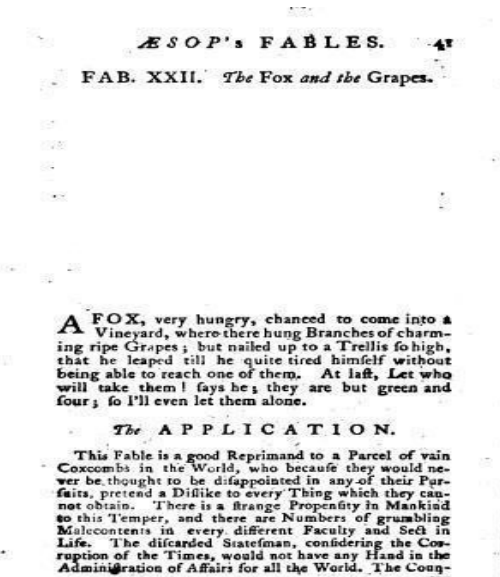 ÆSOP's FABLES. 41
FAB. XXII. The Fox and the Grapes.
A FOX, very hungry, chanced to come into a
Vineyard, where there hung Branches of charm-
ing ripe Grapes; but nailed up to a Trellis ſo high,
that he leaped till he quite tired himſelf without
being able to reach one of them. At laſt, Let who
will take them! ſays he; they are but green and
ſour; ſo I'll even let them alone.
The APPLICATION.
This Fable is a good Reprimand to a Parcel of vain
Coxcombs in the World, who becauſe they would ne-
ver be thought to be diſappointed in any of their Pur-
ſuits, pretend a Diſlike to every Thing which they can-
not obtain. There is a ſtrange Propenſity in Mankind
to this Temper, and there are Numbers of grumbling
Malecontents in every different Faculty and Sect in
Life. The diſcarded Stateſman, conſidering the Cor-
ruption of the Times, would not have any Hand in the
Adminiſtration of Affairs for all the World. The Coun-